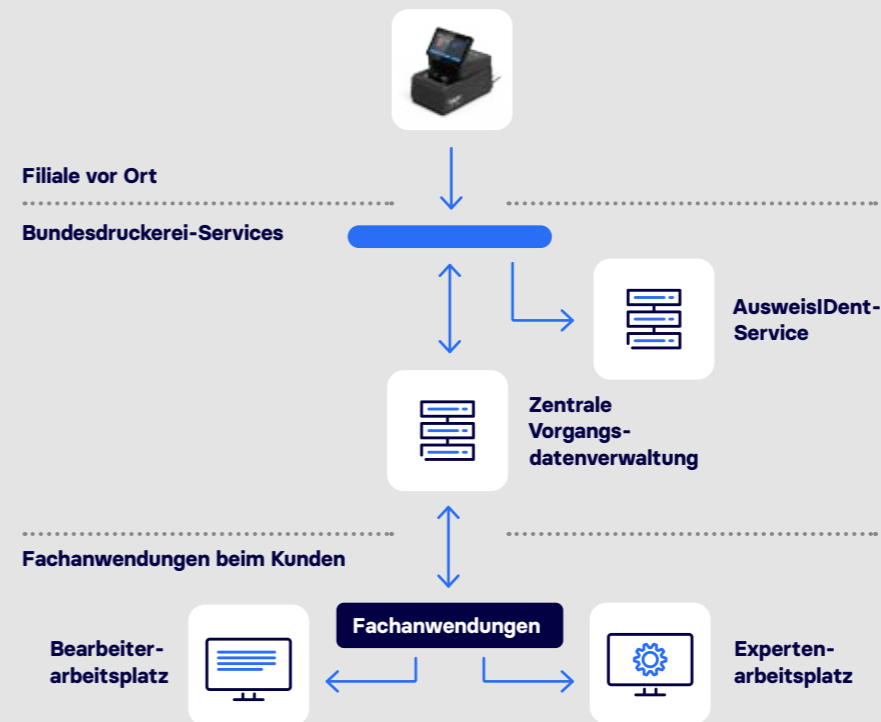 Filiale vor Ort
Bundesdruckerei-Services
AusweisIDent-
Service
Zentrale
Vorgangs-
datenverwaltung
Fachanwendungen beim Kunden
Fachanwendungen
Bearbeiter-
arbeitsplatz
Experten-
arbeitsplatz